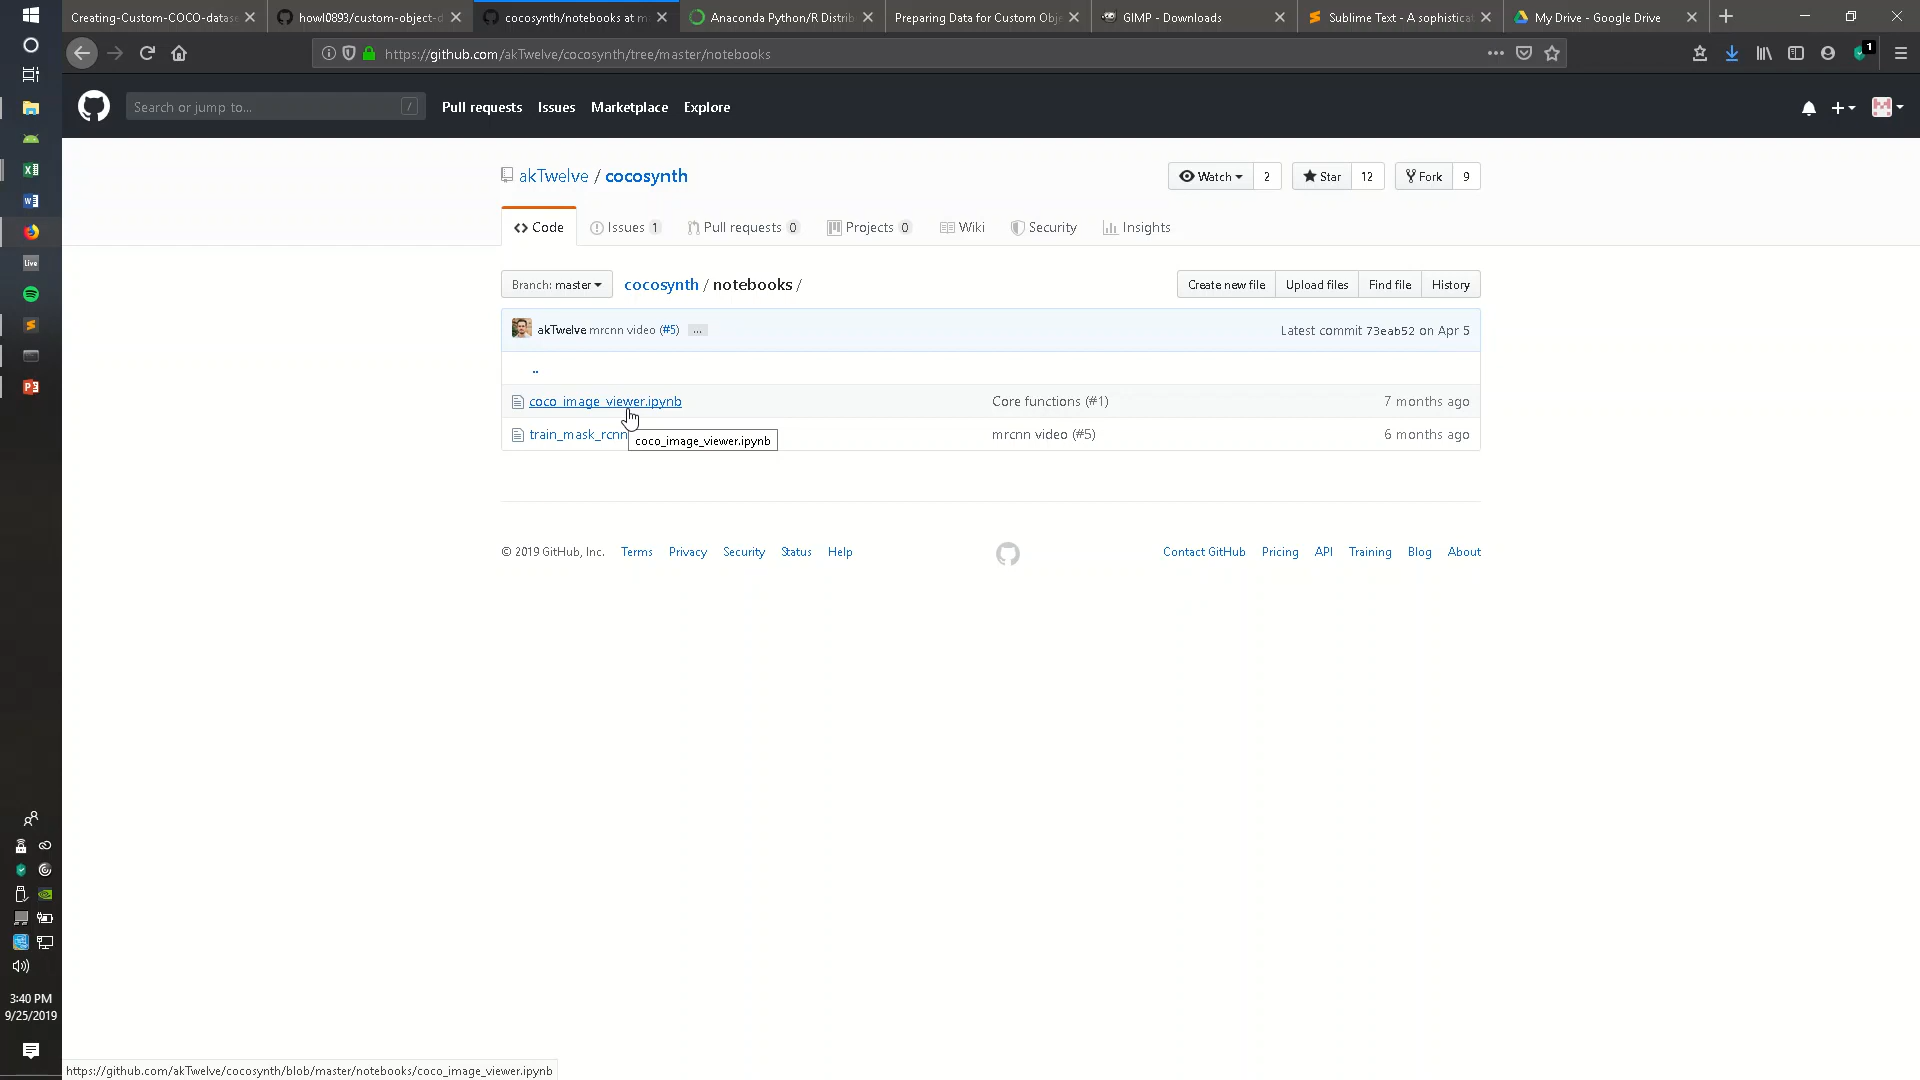 Creating-Custom-COCO-datase
howl0893/custom-object-d
cocosynth/notebooks at m
Anaconda Python/R Distrib
Preparing Data for Custom Obje
GIMP - Downloads
Sublime Text - A sophisticat
My Drive - Google Drive
https://github.com/akTwelve/cocosynth/tree/master/notebooks
1
Search or jump to...
/
Pull requests
Issues
Marketplace
Explore
akTwelve / cocosynth
Watch 2
Star 12
Fork 9
Code
Issues 1
Pull requests 0
Projects 0
Wiki
Security
Insights
Branch: master
cocosynth / notebooks /
Create new file
Upload files
Find file
History
akTwelve mrcnn video (#5) ...
Latest commit 73eab52 on Apr 5
..
coco_image_viewer.ipynb
Core functions (#1)
7 months ago
train_mask_rcnn
mrcnn video (#5)
6 months ago
coco_image_viewer.ipynb
© 2019 GitHub, Inc.
Terms
Privacy
Security
Status
Help
Contact GitHub
Pricing
API
Training
Blog
About
Live
3:40 PM
9/25/2019
https://github.com/akTwelve/cocosynth/blob/master/notebooks/coco_image_viewer.ipynb